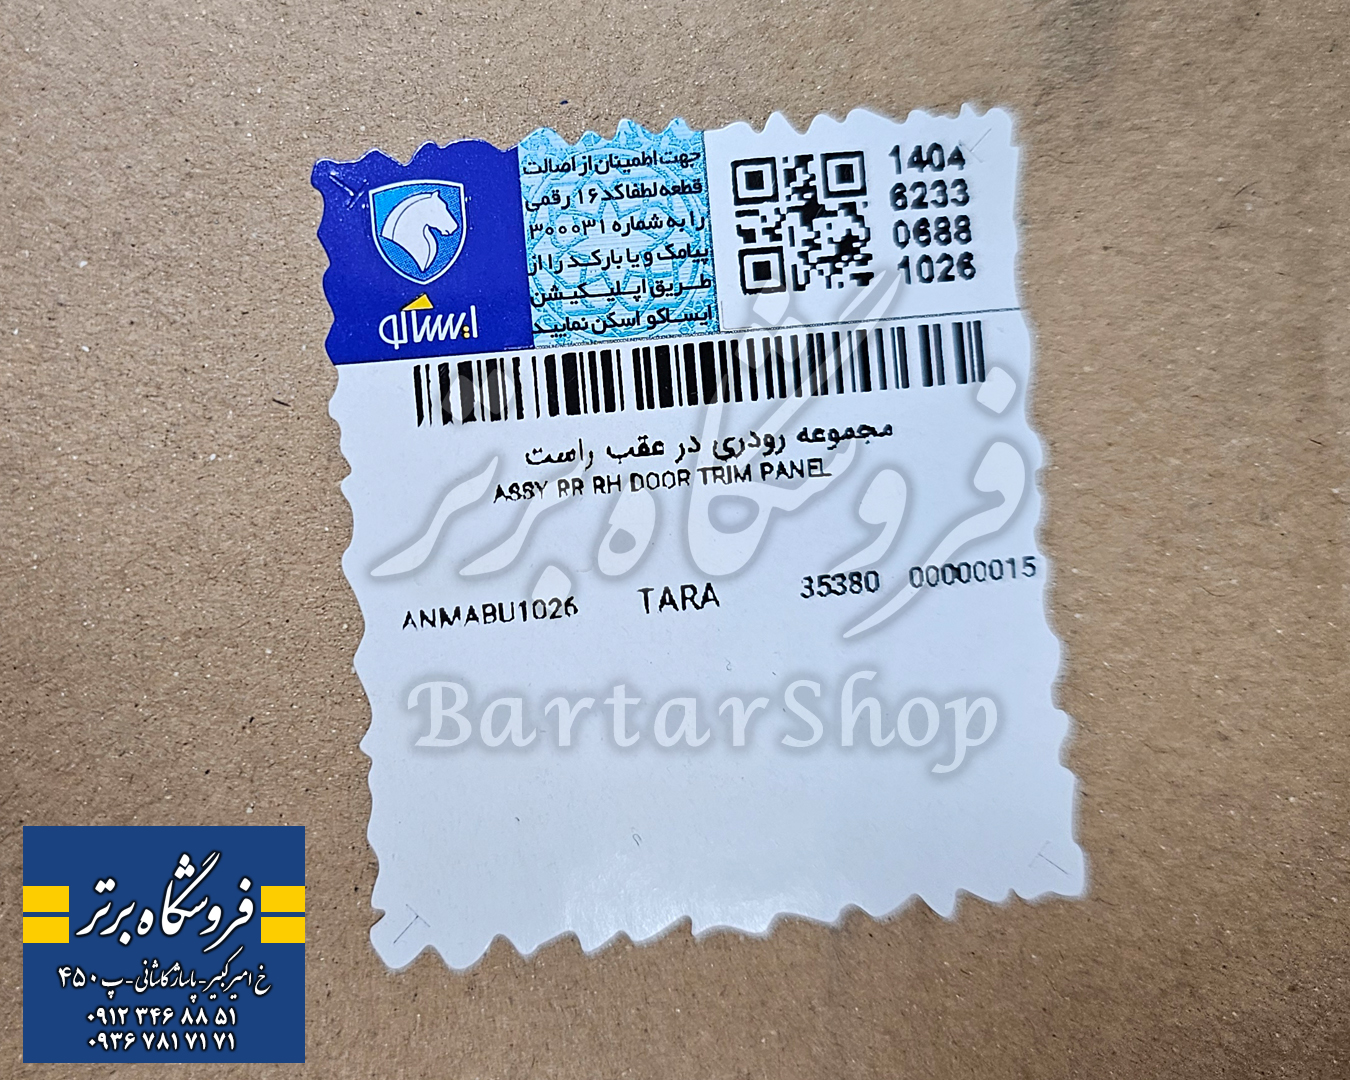 ایساکو
جهت اطمینان از اصالت
قطعه لطفا کد ۱۶ رقمی
را به شماره ۳۰۰۰۳۱
پیامک و یا بارکد را از
طریق اپلیکیشن
ایساکو اسکن نمایید
1404
6233
0688
1026
مجموعه رودری در عقب راست
ASSY RR RH DOOR TRIM PANEL
ANMABU1026 TARA 35380 00000015
فروشگاه برتر
BartarShop
فروشگاه برتر
خ امیرکبیر-پاساژ کاشانی-پ ۴۵۰
۰۹۱۲ ۳۴۶ ۸۸ ۵۱
۰۹۳۶ ۷۸۱ ۷۱ ۷۱